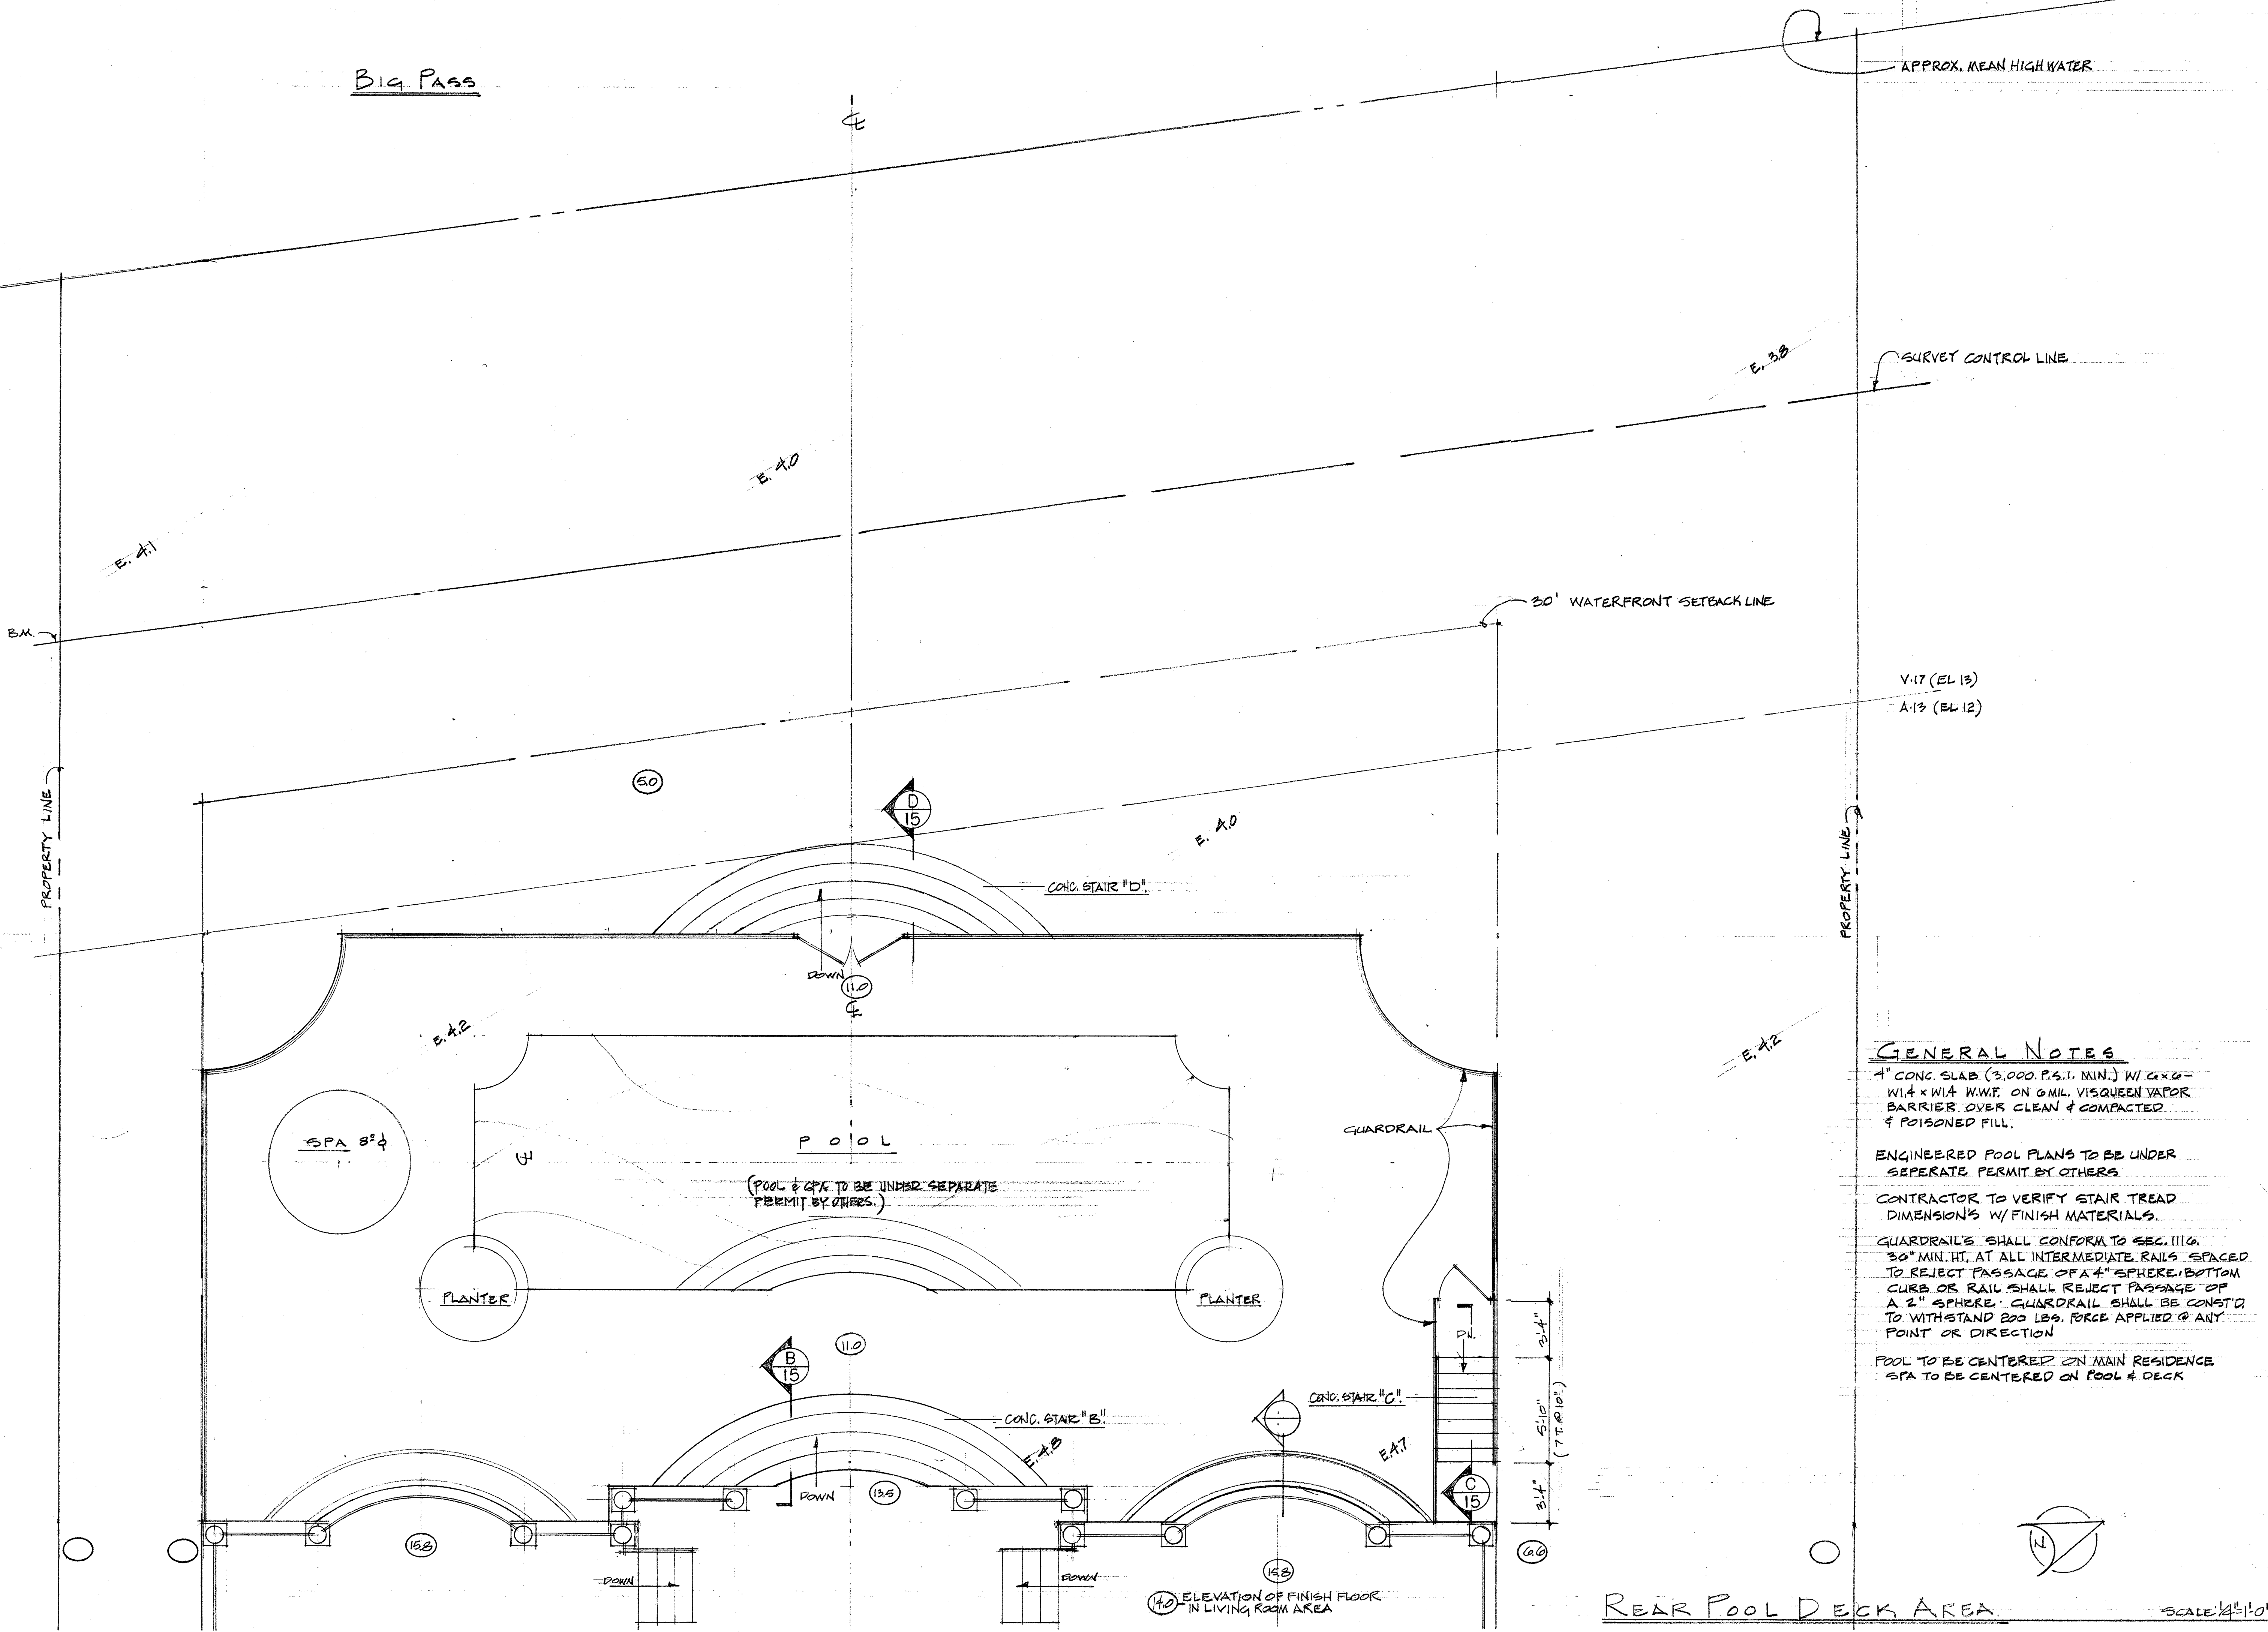 BIG PASS
℄
APPROX. MEAN HIGH WATER
E. 3.8
SURVEY CONTROL LINE
E. 4.0
E. 4.1
30' WATERFRONT SETBACK LINE
B.M.
V-17 (EL 13)
A-13 (EL 12)
PROPERTY LINE
5.0
D
15
E. 4.0
PROPERTY LINE
CONC. STAIR "D".
DOWN
11.0
℄
E. 4.2
E. 4.2
SPA 8º ϕ
POOL
(POOL & SPA TO BE UNDER SEPARATE
PERMIT BY OTHERS.)
GUARDRAIL
PLANTER
PLANTER
GENERAL NOTES
4" CONC. SLAB (3,000 P.S.I. MIN.) W/ 6x6-
W1.4 x W1.4 W.W.F. ON 6 MIL. VISQUEEN VAPOR
BARRIER OVER CLEAN & COMPACTED
& POISONED FILL.
ENGINEERED POOL PLANS TO BE UNDER
SEPERATE PERMIT BY OTHERS
CONTRACTOR TO VERIFY STAIR TREAD
DIMENSION'S W/ FINISH MATERIALS.
GUARDRAIL'S SHALL CONFORM TO SEC. 1116.
36" MIN. HT. AT ALL INTERMEDIATE RAILS SPACED
TO REJECT PASSAGE OF A 4" SPHERE. BOTTOM
CURB OR RAIL SHALL REJECT PASSAGE OF
A 2" SPHERE. GUARDRAIL SHALL BE CONST'D.
TO WITHSTAND 200 LBS. FORCE APPLIED @ ANY
POINT OR DIRECTION
POOL TO BE CENTERED ON MAIN RESIDENCE
SPA TO BE CENTERED ON POOL & DECK
DN.
3'-4"
11.0
B
15
CONC. STAIR "C".
5'-10"
(7 T. @ 10")
CONC. STAIR "B".
E. 4.8
E. 4.7
DOWN
13.5
C
15
3'-4"
15.8
6.6
N
DOWN
DOWN
15.8
14.0 ELEVATION OF FINISH FLOOR
IN LIVING ROOM AREA
REAR POOL DECK AREA
SCALE: 1/4"=1'-0"